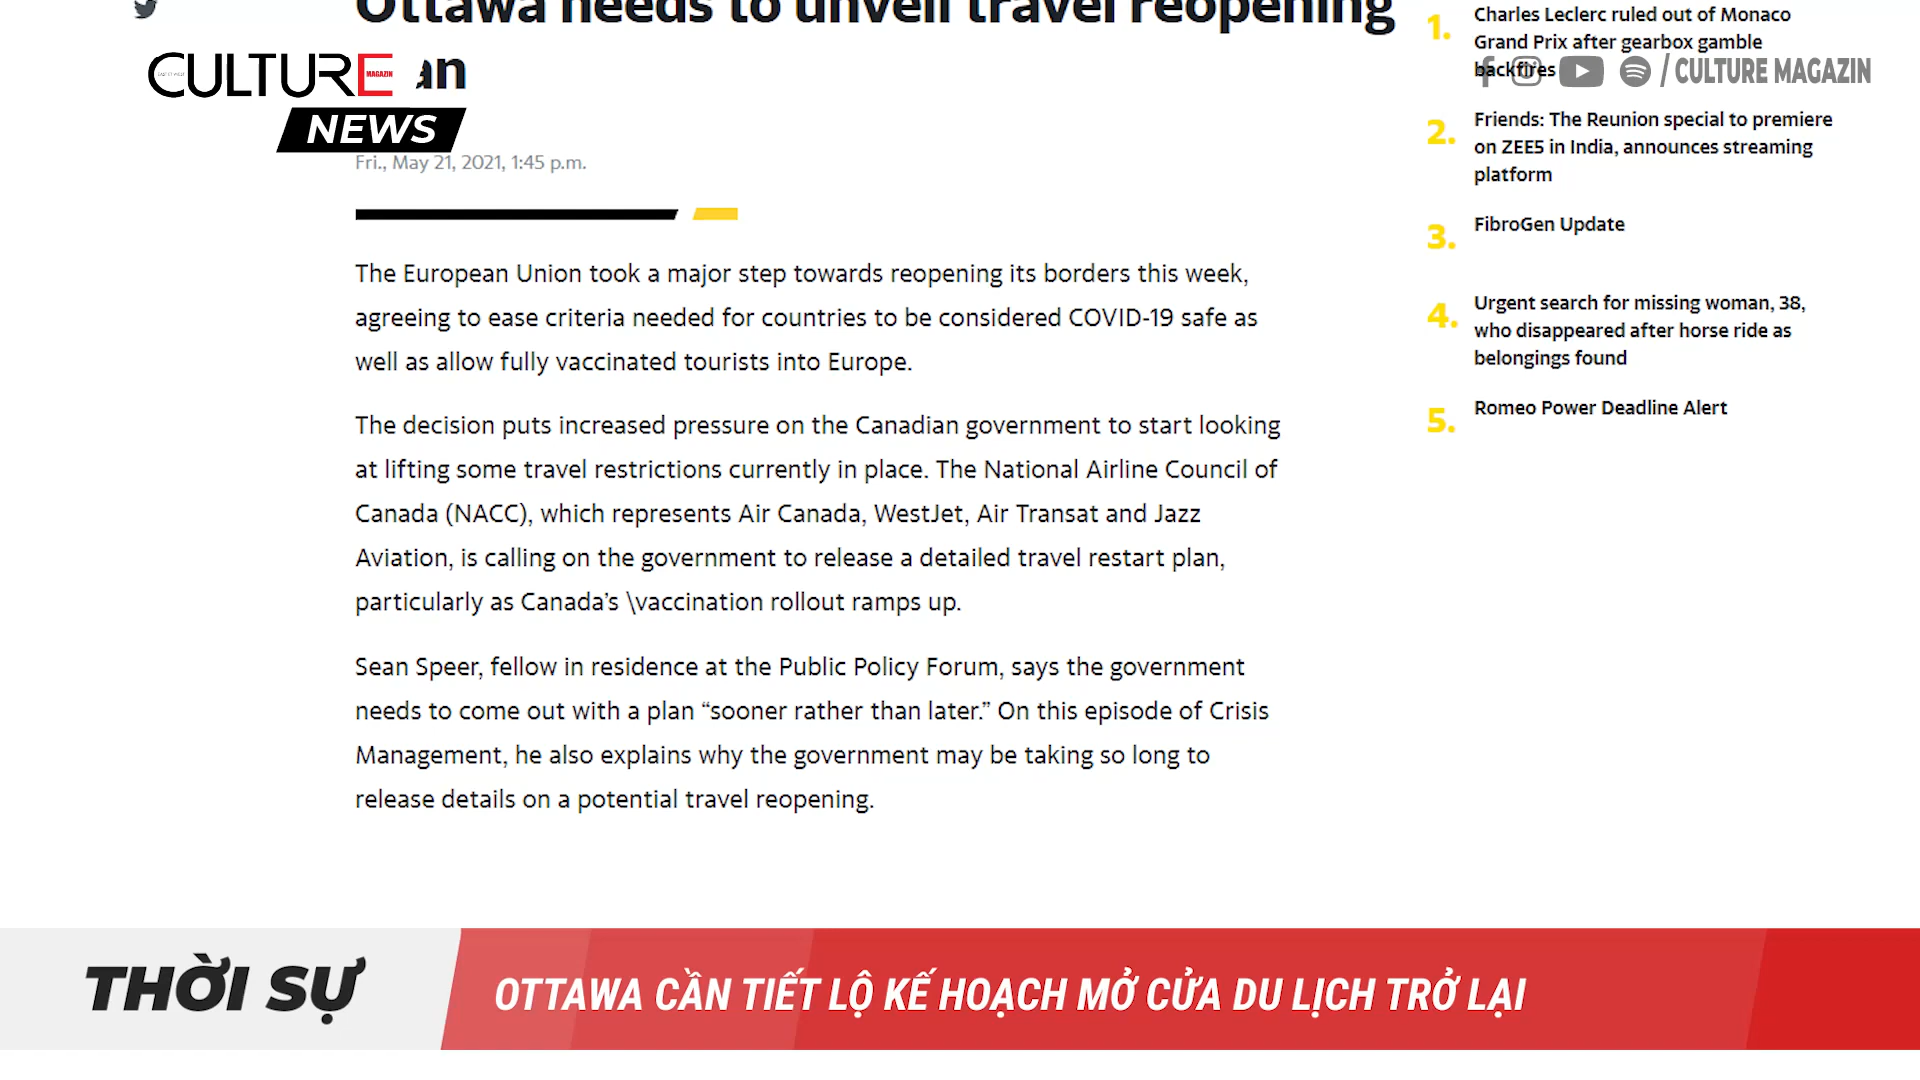 Ottawa needs to unveil travel reopening
an
CULTURE
MAGAZIN
NEWS
Fri., May 21, 2021, 1:45 p.m.
The European Union took a major step towards reopening its borders this week,
agreeing to ease criteria needed for countries to be considered COVID-19 safe as
well as allow fully vaccinated tourists into Europe.
The decision puts increased pressure on the Canadian government to start looking
at lifting some travel restrictions currently in place. The National Airline Council of
Canada (NACC), which represents Air Canada, WestJet, Air Transat and Jazz
Aviation, is calling on the government to release a detailed travel restart plan,
particularly as Canada’s \vaccination rollout ramps up.
Sean Speer, fellow in residence at the Public Policy Forum, says the government
needs to come out with a plan “sooner rather than later.” On this episode of Crisis
Management, he also explains why the government may be taking so long to
release details on a potential travel reopening.
1. Charles Leclerc ruled out of Monaco
Grand Prix after gearbox gamble
backfires
/ CULTURE MAGAZIN
2. Friends: The Reunion special to premiere
on ZEE5 in India, announces streaming
platform
3. FibroGen Update
4. Urgent search for missing woman, 38,
who disappeared after horse ride as
belongings found
5. Romeo Power Deadline Alert
THỜI SỰ
OTTAWA CẦN TIẾT LỘ KẾ HOẠCH MỞ CỬA DU LỊCH TRỞ LẠI